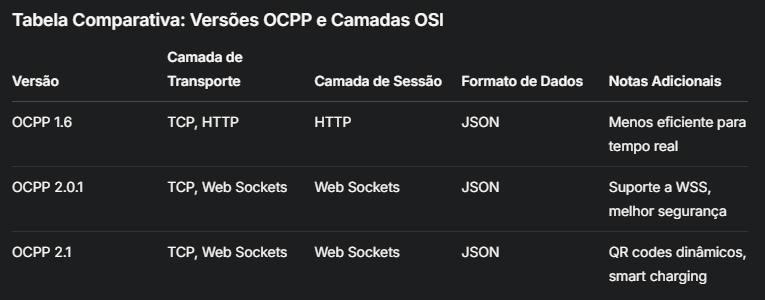 Tabela Comparativa: Versões OCPP e Camadas OSI
Versão Camada de Transporte Camada de Sessão Formato de Dados Notas Adicionais
OCPP 1.6 TCP, HTTP HTTP JSON Menos eficiente para tempo real
OCPP 2.0.1 TCP, Web Sockets Web Sockets JSON Suporte a WSS, melhor segurança
OCPP 2.1 TCP, Web Sockets Web Sockets JSON QR codes dinâmicos, smart charging